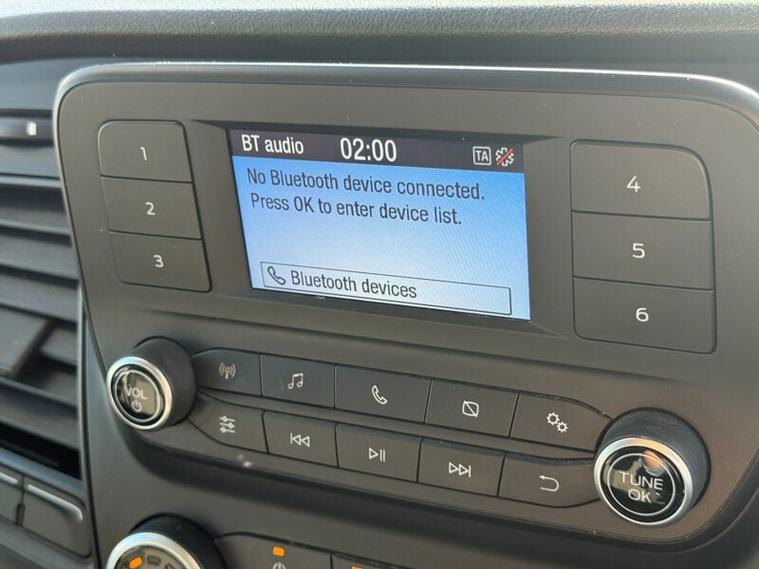 BT audio 02:00 TA
No Bluetooth device connected.
Press OK to enter device list.
Bluetooth devices
1
2
3
4
5
6
VOL
TUNE
OK